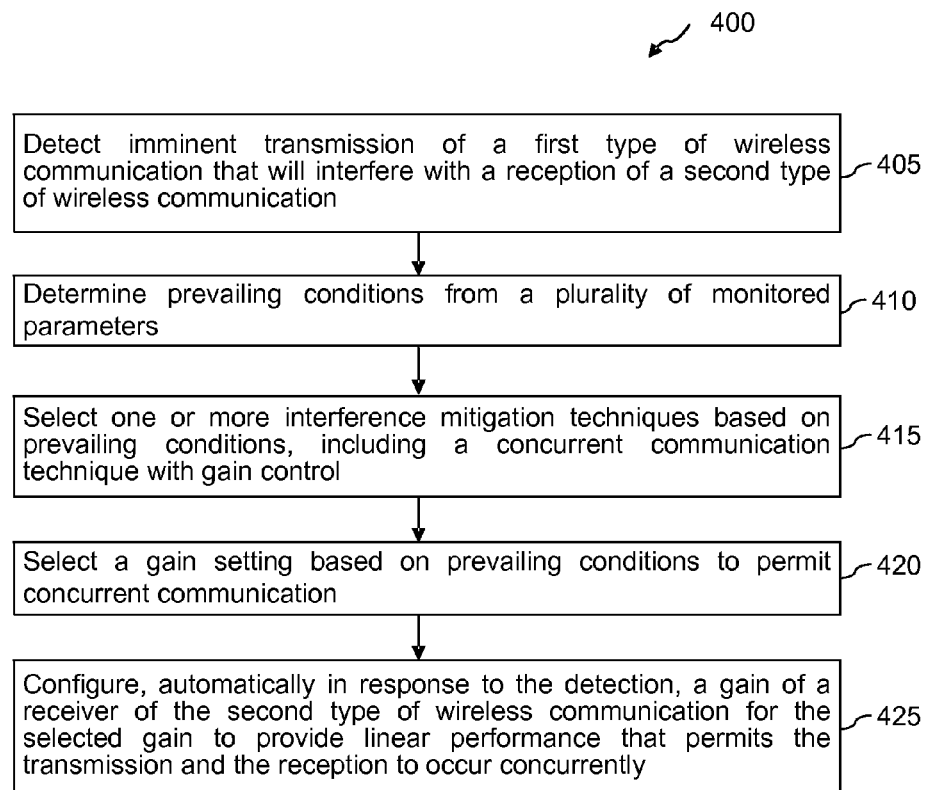 400
Detect imminent transmission of a first type of wireless
communication that will interfere with a reception of a second type
of wireless communication
405
Determine prevailing conditions from a plurality of monitored
parameters
410
Select one or more interference mitigation techniques based on
prevailing conditions, including a concurrent communication
technique with gain control
415
Select a gain setting based on prevailing conditions to permit
concurrent communication
420
Configure, automatically in response to the detection, a gain of a
receiver of the second type of wireless communication for the
selected gain to provide linear performance that permits the
transmission and the reception to occur concurrently
425